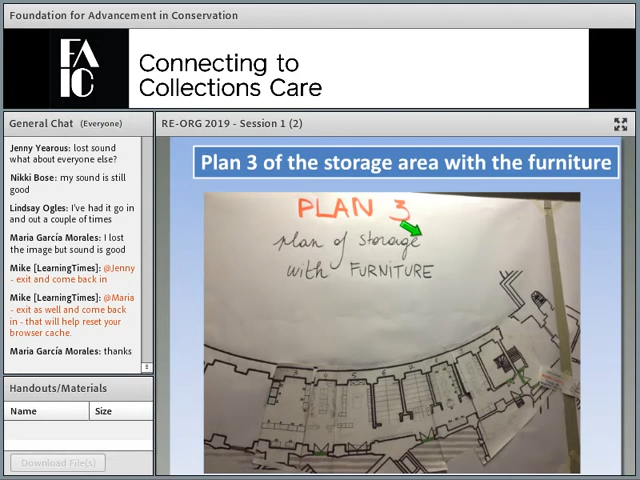 Foundation for Advancement in Conservation
FA
IC
Connecting to
Collections Care
General Chat (Everyone)
Jenny Yearous: lost sound
what about everyone else?
Nikki Bose: my sound is still
good
Lindsay Ogles: I've had it go in
and out a couple of times
Maria García Morales: I lost
the image but sound is good
Mike [LearningTimes]: @Jenny
- exit and come back in
Mike [LearningTimes]: @Maria
- exit as well and come back
in - that will help reset your
browser cache.
Maria García Morales: thanks
Handouts/Materials
Name Size
Download File(s)
RE-ORG 2019 - Session 1 (2)
Plan 3 of the storage area with the furniture
PLAN 3
plan of storage
with FURNITURE